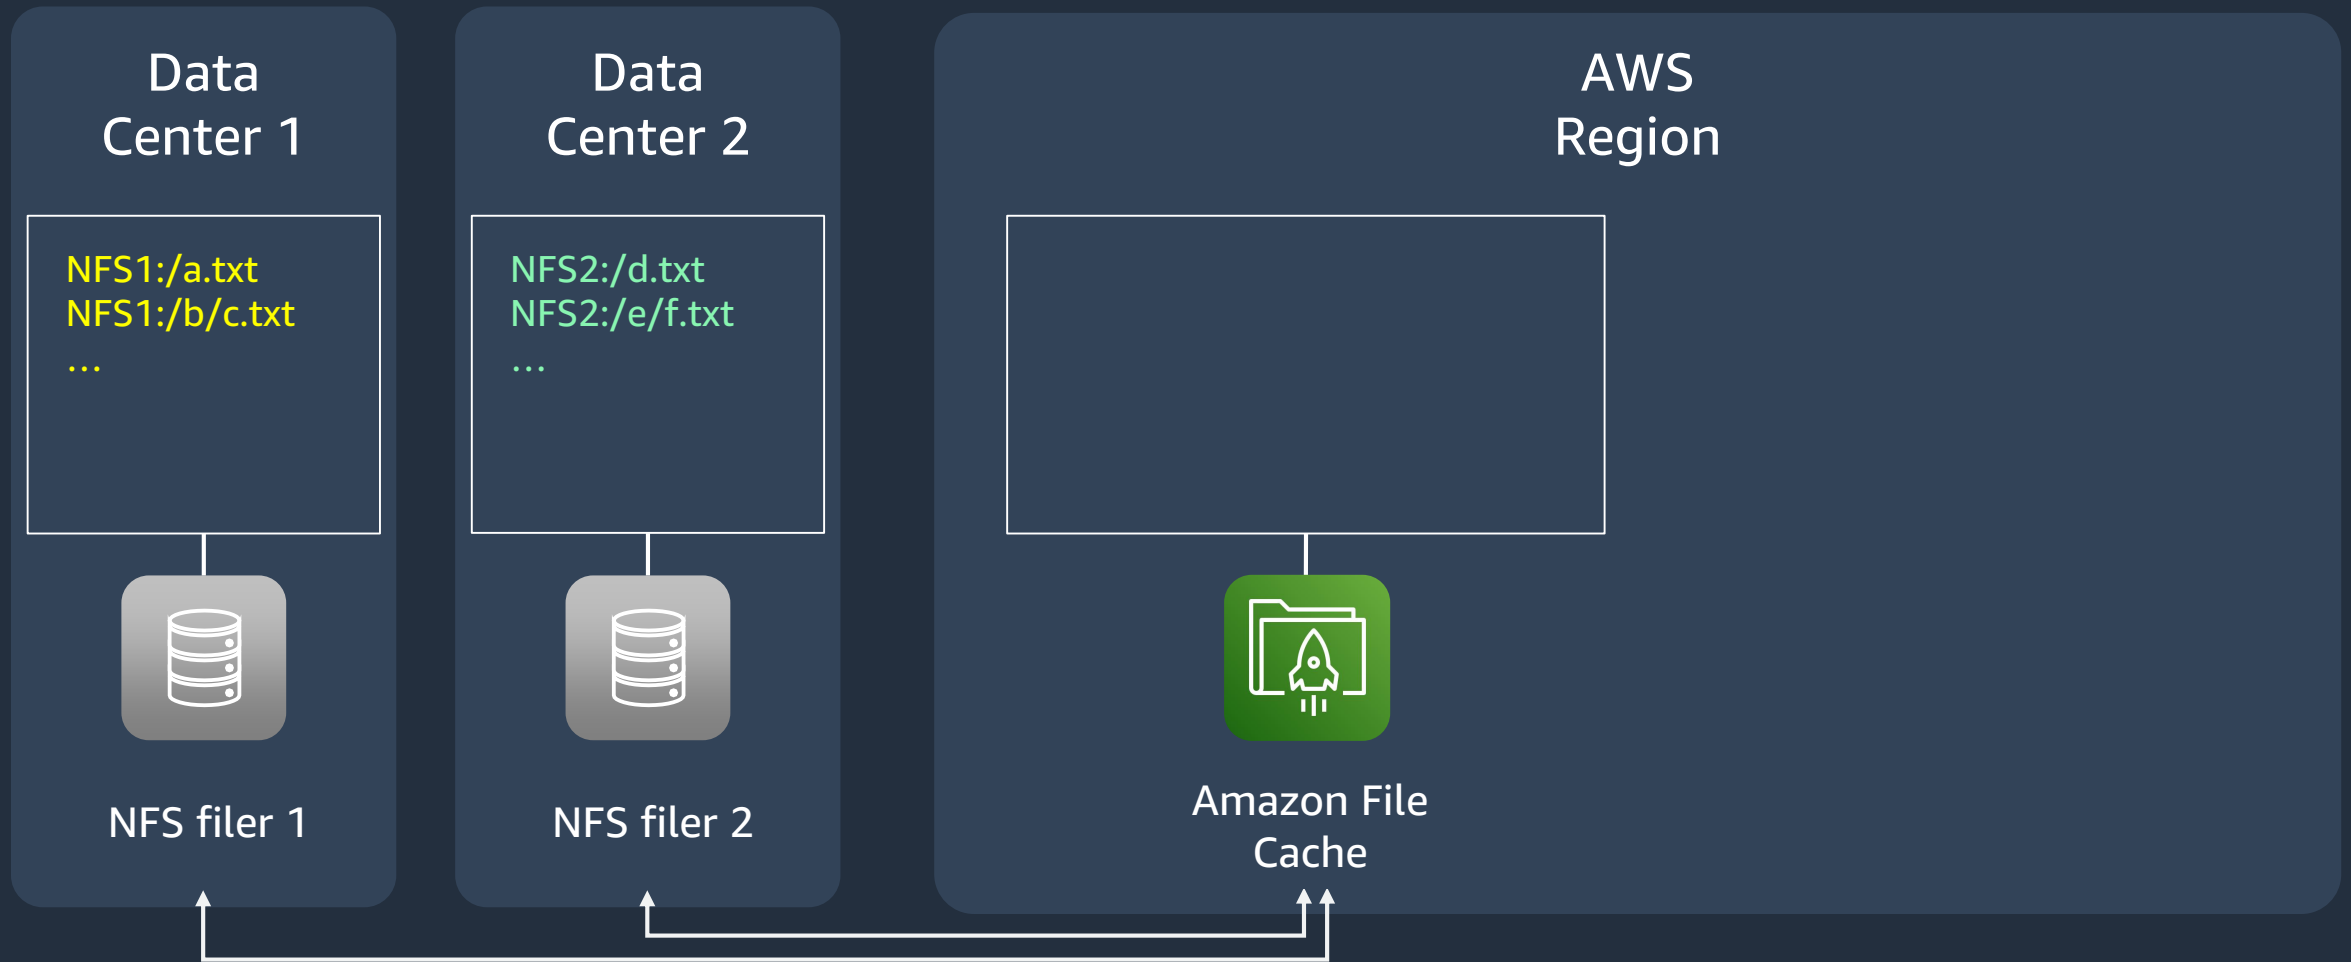 Data
Center 1
NFS1:/a.txt
NFS1:/b/c.txt
...
NFS filer 1
Data
Center 2
NFS2:/d.txt
NFS2:/e/f.txt
...
NFS filer 2
AWS
Region
Amazon File
Cache